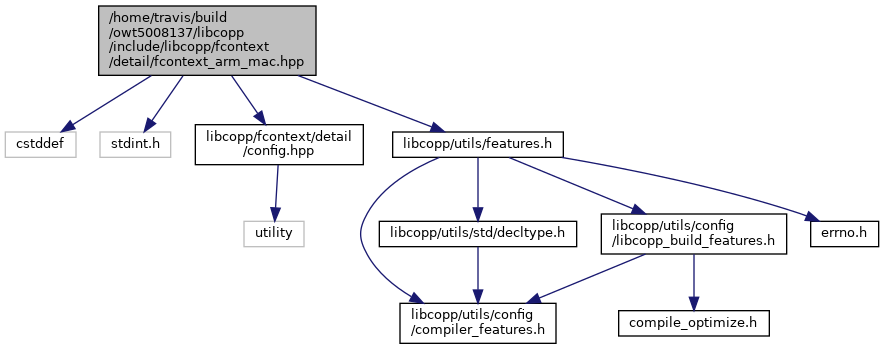 /home/travis/build
/owt5008137/libcopp
/include/libcopp/fcontext
/detail/fcontext_arm_mac.hpp
cstddef
stdint.h
libcopp/fcontext/detail
/config.hpp
libcopp/utils/features.h
utility
libcopp/utils/std/decltype.h
libcopp/utils/config
/libcopp_build_features.h
errno.h
libcopp/utils/config
/compiler_features.h
compile_optimize.h